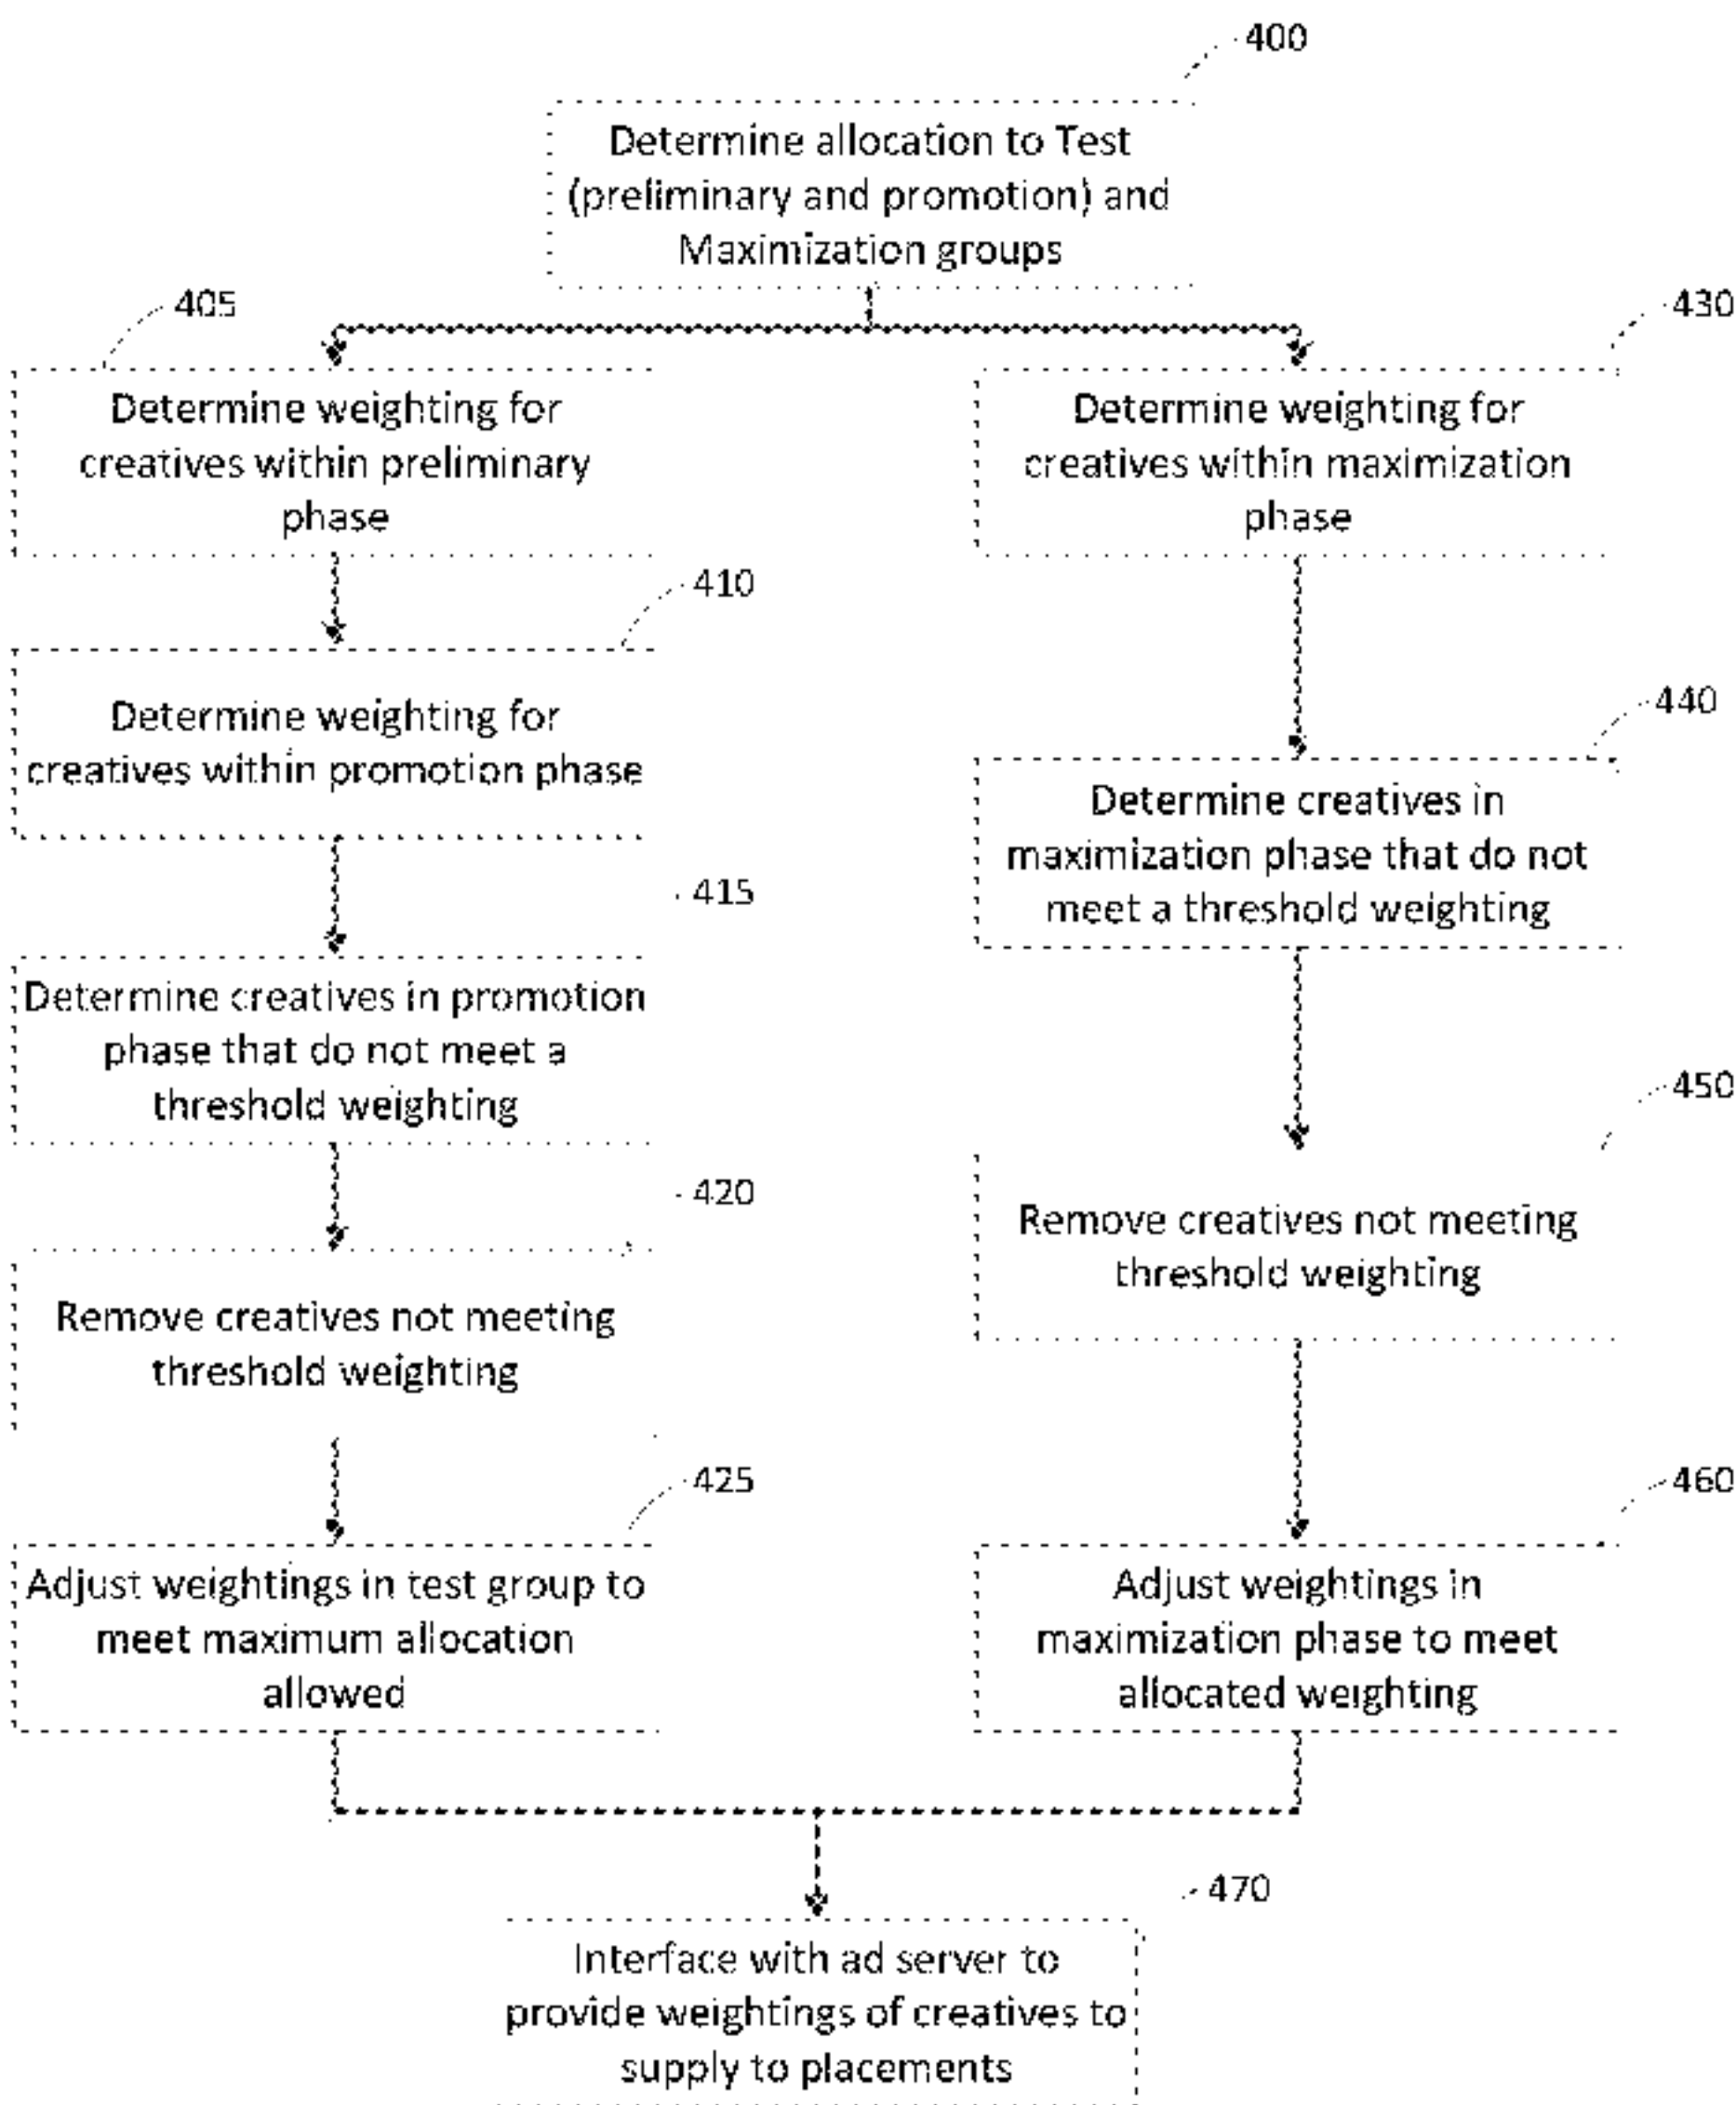 400
Determine allocation to Test
(preliminary and promotion) and
Maximization groups
405
Determine weighting for
creatives within preliminary
phase
410
Determine weighting for
creatives within promotion phase
415
Determine creatives in promotion
phase that do not meet a
threshold weighting
420
Remove creatives not meeting
threshold weighting
425
Adjust weightings in test group to
meet maximum allocation
allowed
430
Determine weighting for
creatives within maximization
phase
440
Determine creatives in
maximization phase that do not
meet a threshold weighting
450
Remove creatives not meeting
threshold weighting
460
Adjust weightings in
maximization phase to meet
allocated weighting
470
Interface with ad server to
provide weightings of creatives to
supply to placements